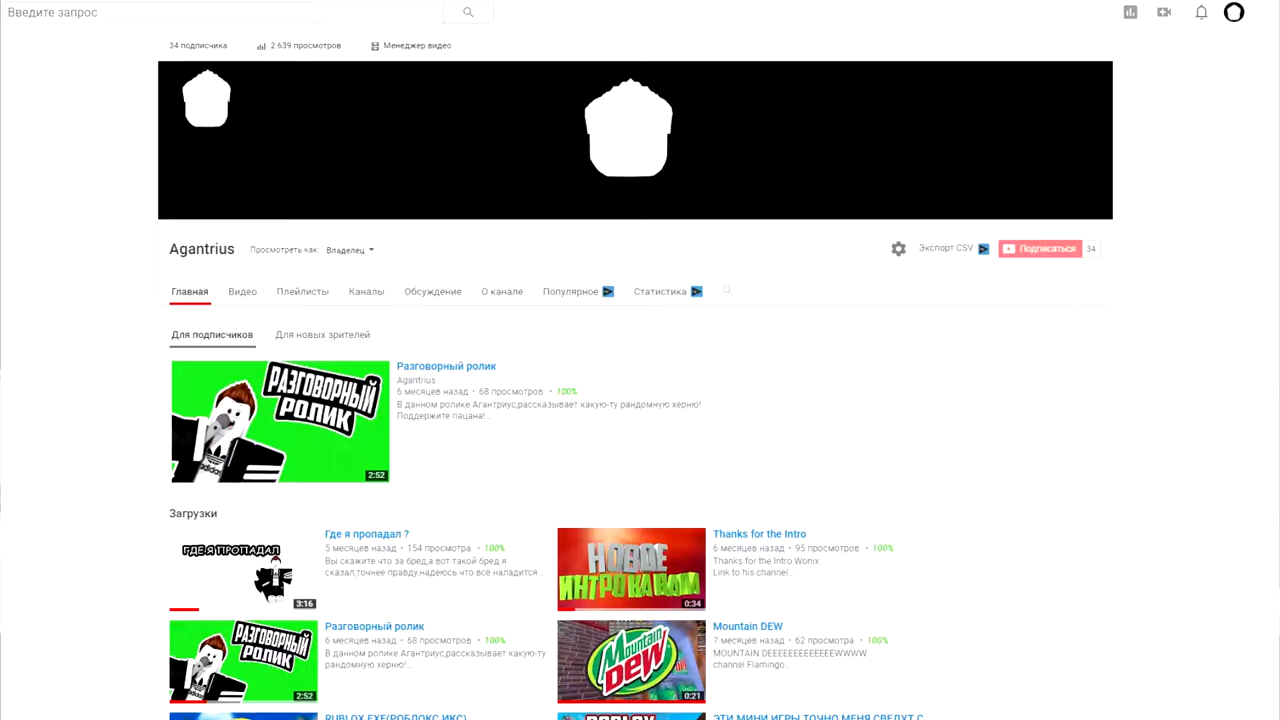 Введите запрос
34 подписчика
2 639 просмотров
Менеджер видео
Agantrius
Просмотреть как:
Владелец
Экспорт CSV
Подписаться
34
Главная
Видео
Плейлисты
Каналы
Обсуждение
О канале
Популярное
Статистика
Для подписчиков
Для новых зрителей
РАЗГОВОРНЫЙ
РОЛИК
adidas
2:52
Разговорный ролик
Agantrius
6 месяцев назад • 68 просмотров • 100%
В данном ролике Агантриус,рассказывает какую-ту рандомную херню!
Поддержите пацана!..
Загрузки
ГДЕ Я ПРОПАДАЛ
3:16
Где я пропадал ?
5 месяцев назад • 154 просмотра • 100%
Вы скажите что за бред,а вот такой бред я
сказал,точнее правду,надеюсь что всё наладится...
НОВОЕ
ИНТРО КАНАЛА
0:34
Thanks for the Intro
6 месяцев назад • 95 просмотров • 100%
Thanks for the Intro Wonix
Link to his channel...
РАЗГОВОРНЫЙ
РОЛИК
2:52
Разговорный ролик
6 месяцев назад • 68 просмотров • 100%
В данном ролике Агантриус,рассказывает какую-ту
рандомную херню!..
Mountain
DEW
0:21
Mountain DEW
7 месяцев назад • 62 просмотра • 100%
MOUNTAIN DEEEEEEEEEEEEEWWWW
channel Flamingo..
RUBLOX.EXE(РОБЛОКС ИКС)
ROBLOX
ЭТИ МИНИ ИГРЫ ТОЧНО МЕНЯ СВЕДУТ С